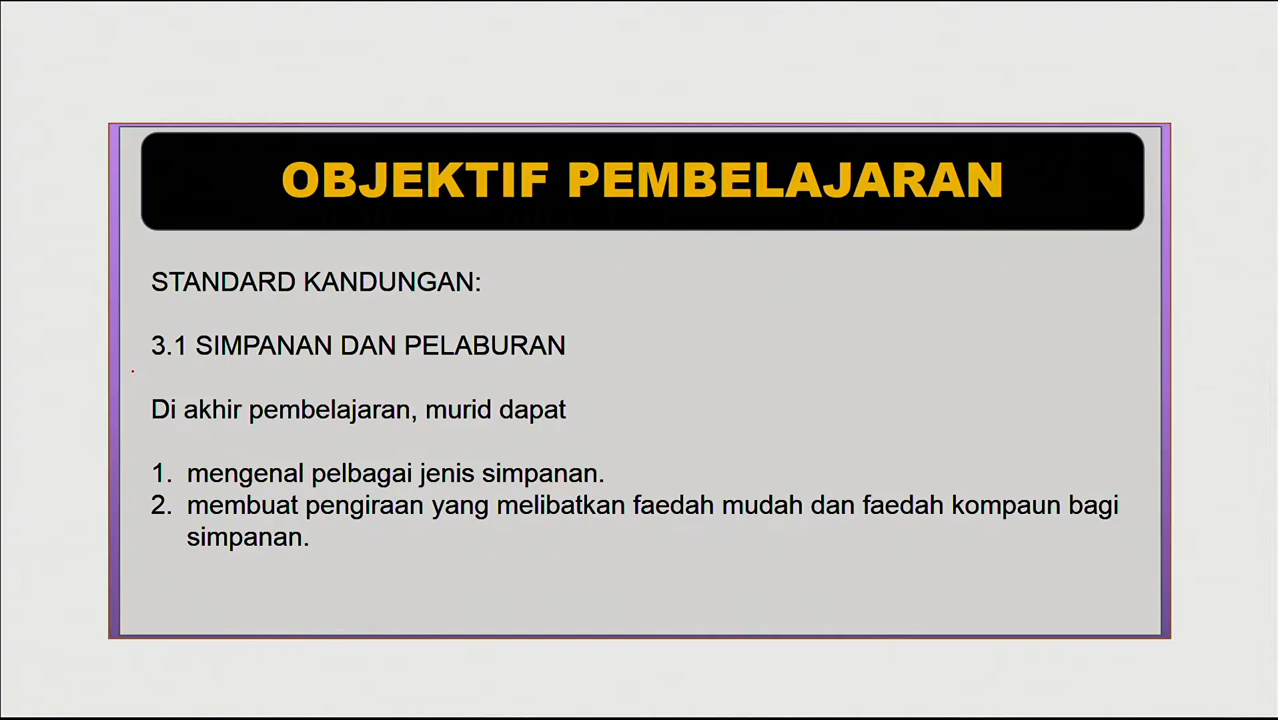 OBJEKTIF PEMBELAJARAN
STANDARD KANDUNGAN:
3.1 SIMPANAN DAN PELABURAN
Di akhir pembelajaran, murid dapat
1. mengenal pelbagai jenis simpanan.
2. membuat pengiraan yang melibatkan faedah mudah dan faedah kompaun bagi
simpanan.